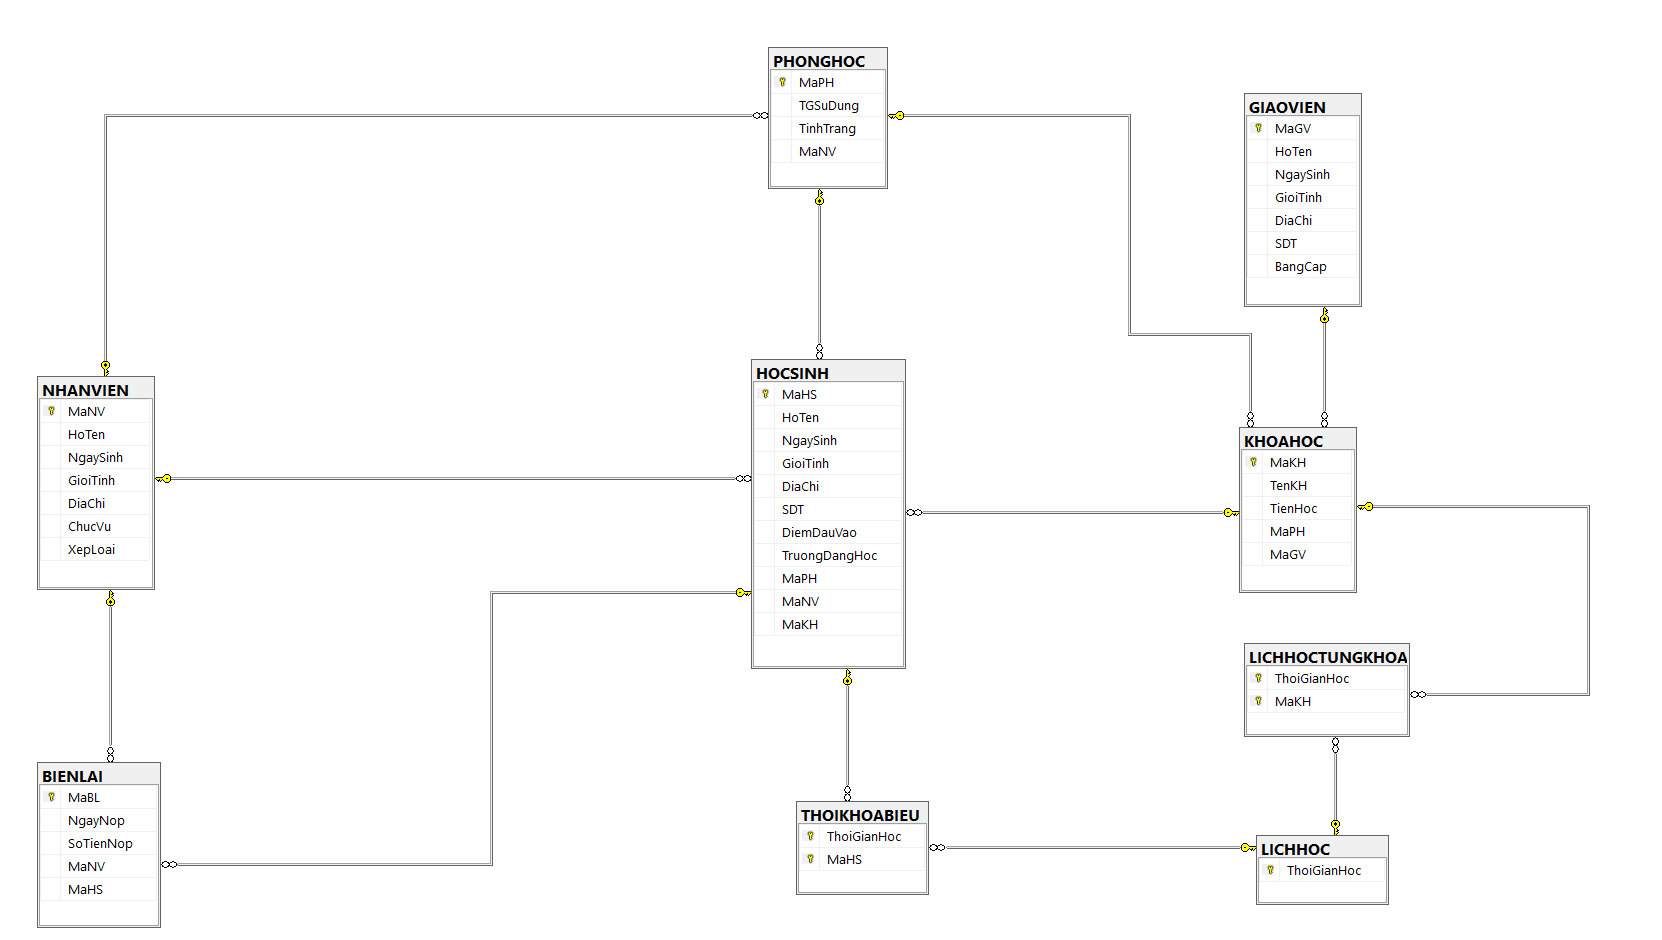 PHONGHOC
MaPH
TGSuDung
TinhTrang
MaNV
GIAOVIEN
MaGV
HoTen
NgaySinh
GioiTinh
DiaChi
SDT
BangCap
NHANVIEN
MaNV
HoTen
NgaySinh
GioiTinh
DiaChi
ChucVu
XepLoai
HOCSINH
MaHS
HoTen
NgaySinh
GioiTinh
DiaChi
SDT
DiemDauVao
TruongDangHoc
MaPH
MaNV
MaKH
KHOAHOC
MaKH
TenKH
TienHoc
MaPH
MaGV
LICHHOCTUNGKHOA
ThoiGianHoc
MaKH
BIENLAI
MaBL
NgayNop
SoTienNop
MaNV
MaHS
THOIKHOABIEU
ThoiGianHoc
MaHS
LICHHOC
ThoiGianHoc